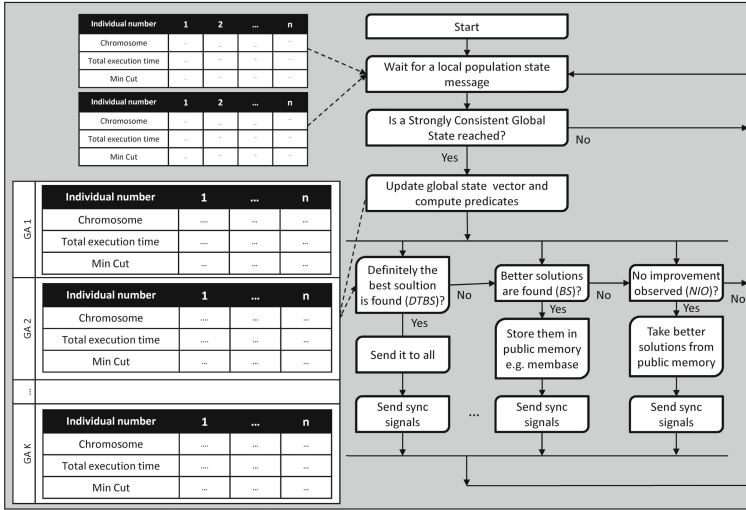 Individual number 1 2 ... n
Chromosome .. .. .. ..
Total execution time .. .. .. ..
Min Cut .. .. .. ..
Individual number 1 2 ... n
Chromosome .. .. .. ..
Total execution time .. .. .. ..
Min Cut .. .. .. ..
Start
Wait for a local population state
message
Is a Strongly Consistent Global
State reached?
No
Yes
Update global state vector and
compute predicates
GA 1
Individual number 1 ... n
Chromosome .... ... ...
Total execution time .... ... ...
Min Cut ... ... ...
GA 2
Individual number 1 ... n
Chromosome .... ... ...
Total execution time .... ... ...
Min Cut ... ... ...
...
GA K
Individual number 1 ... n
Chromosome .... ... ...
Total execution time .... ... ...
Min Cut ... ... ...
Definitely the
best soultion
is found (DTBS)?
No
Yes
Send it to all
Send sync
signals
...
Better solutions
are found (BS)?
No
Yes
Store them in
public memory
e.g. membase
Send sync
signals
No improvement
observed (NIO)?
No
Yes
Take better
solutions from
public memory
Send sync
signals